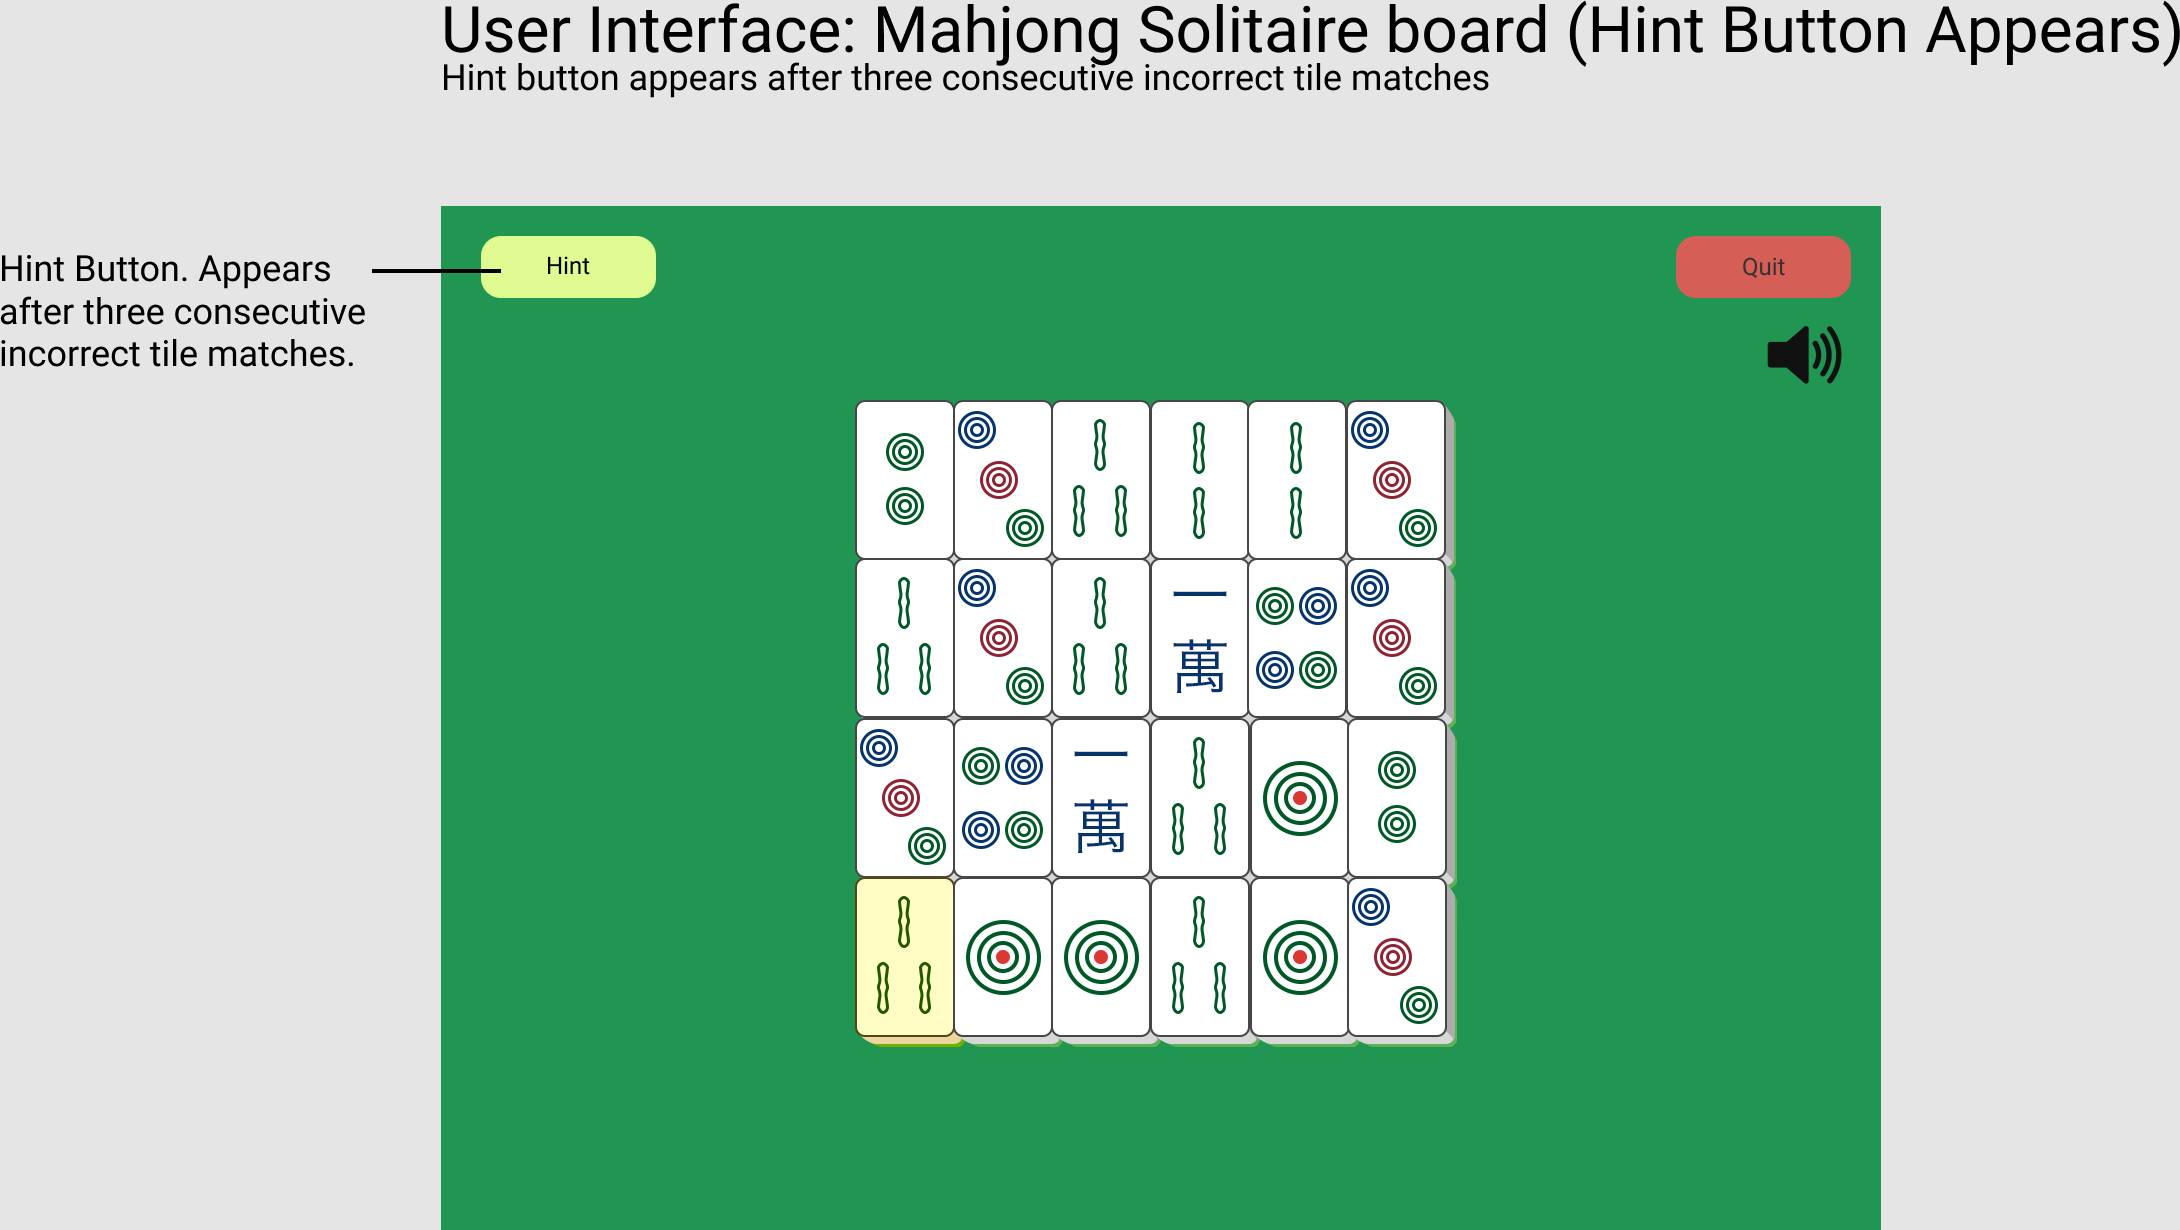 User Interface: Mahjong Solitaire board (Hint Button Appears)
Hint button appears after three consecutive incorrect tile matches
Hint Button. Appears
after three consecutive
incorrect tile matches.
Hint
Quit
一
萬
一
萬